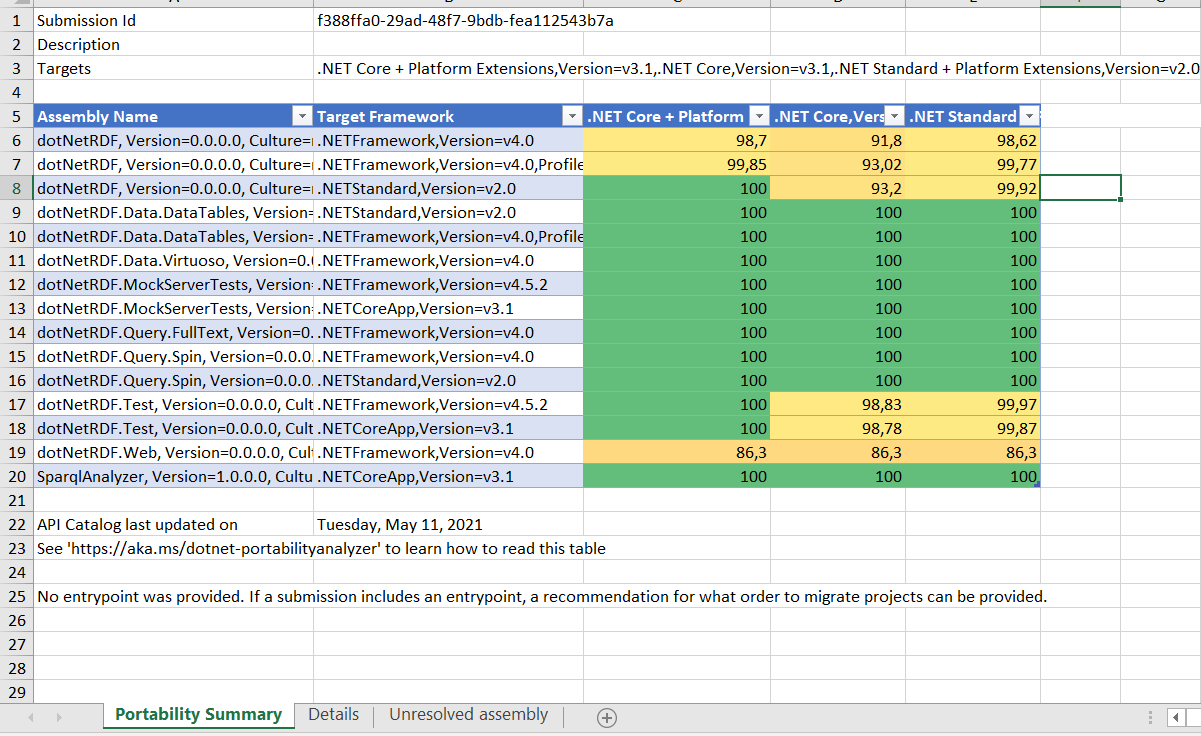 1 Submission Id f388ffa0-29ad-48f7-9bdb-fea112543b7a
2 Description
3 Targets .NET Core + Platform Extensions,Version=v3.1,.NET Core,Version=v3.1,.NET Standard + Platform Extensions,Version=v2.0
4
5 Assembly Name Target Framework .NET Core + Platform .NET Core,Vers .NET Standard
6 dotNetRDF, Version=0.0.0.0, Culture= .NETFramework,Version=v4.0 98,7 91,8 98,62
7 dotNetRDF, Version=0.0.0.0, Culture= .NETFramework,Version=v4.0,Profile 99,85 93,02 99,77
8 dotNetRDF, Version=0.0.0.0, Culture= .NETStandard,Version=v2.0 100 93,2 99,92
9 dotNetRDF.Data.DataTables, Version= .NETStandard,Version=v2.0 100 100 100
10 dotNetRDF.Data.DataTables, Version= .NETFramework,Version=v4.0,Profile 100 100 100
11 dotNetRDF.Data.Virtuoso, Version=0.0 .NETFramework,Version=v4.0 100 100 100
12 dotNetRDF.MockServerTests, Version .NETFramework,Version=v4.5.2 100 100 100
13 dotNetRDF.MockServerTests, Version .NETCoreApp,Version=v3.1 100 100 100
14 dotNetRDF.Query.FullText, Version=0. .NETFramework,Version=v4.0 100 100 100
15 dotNetRDF.Query.Spin, Version=0.0.0. .NETFramework,Version=v4.0 100 100 100
16 dotNetRDF.Query.Spin, Version=0.0.0. .NETStandard,Version=v2.0 100 100 100
17 dotNetRDF.Test, Version=0.0.0.0, Cult .NETFramework,Version=v4.5.2 100 98,83 99,97
18 dotNetRDF.Test, Version=0.0.0.0, Cult .NETCoreApp,Version=v3.1 100 98,78 99,87
19 dotNetRDF.Web, Version=0.0.0.0, Cult .NETFramework,Version=v4.0 86,3 86,3 86,3
20 SparqlAnalyzer, Version=1.0.0.0, Cultu .NETCoreApp,Version=v3.1 100 100 100
21
22 API Catalog last updated on Tuesday, May 11, 2021
23 See 'https://aka.ms/dotnet-portabilityanalyzer' to learn how to read this table
24
25 No entrypoint was provided. If a submission includes an entrypoint, a recommendation for what order to migrate projects can be provided.
26
27
28
29
Portability Summary Details Unresolved assembly